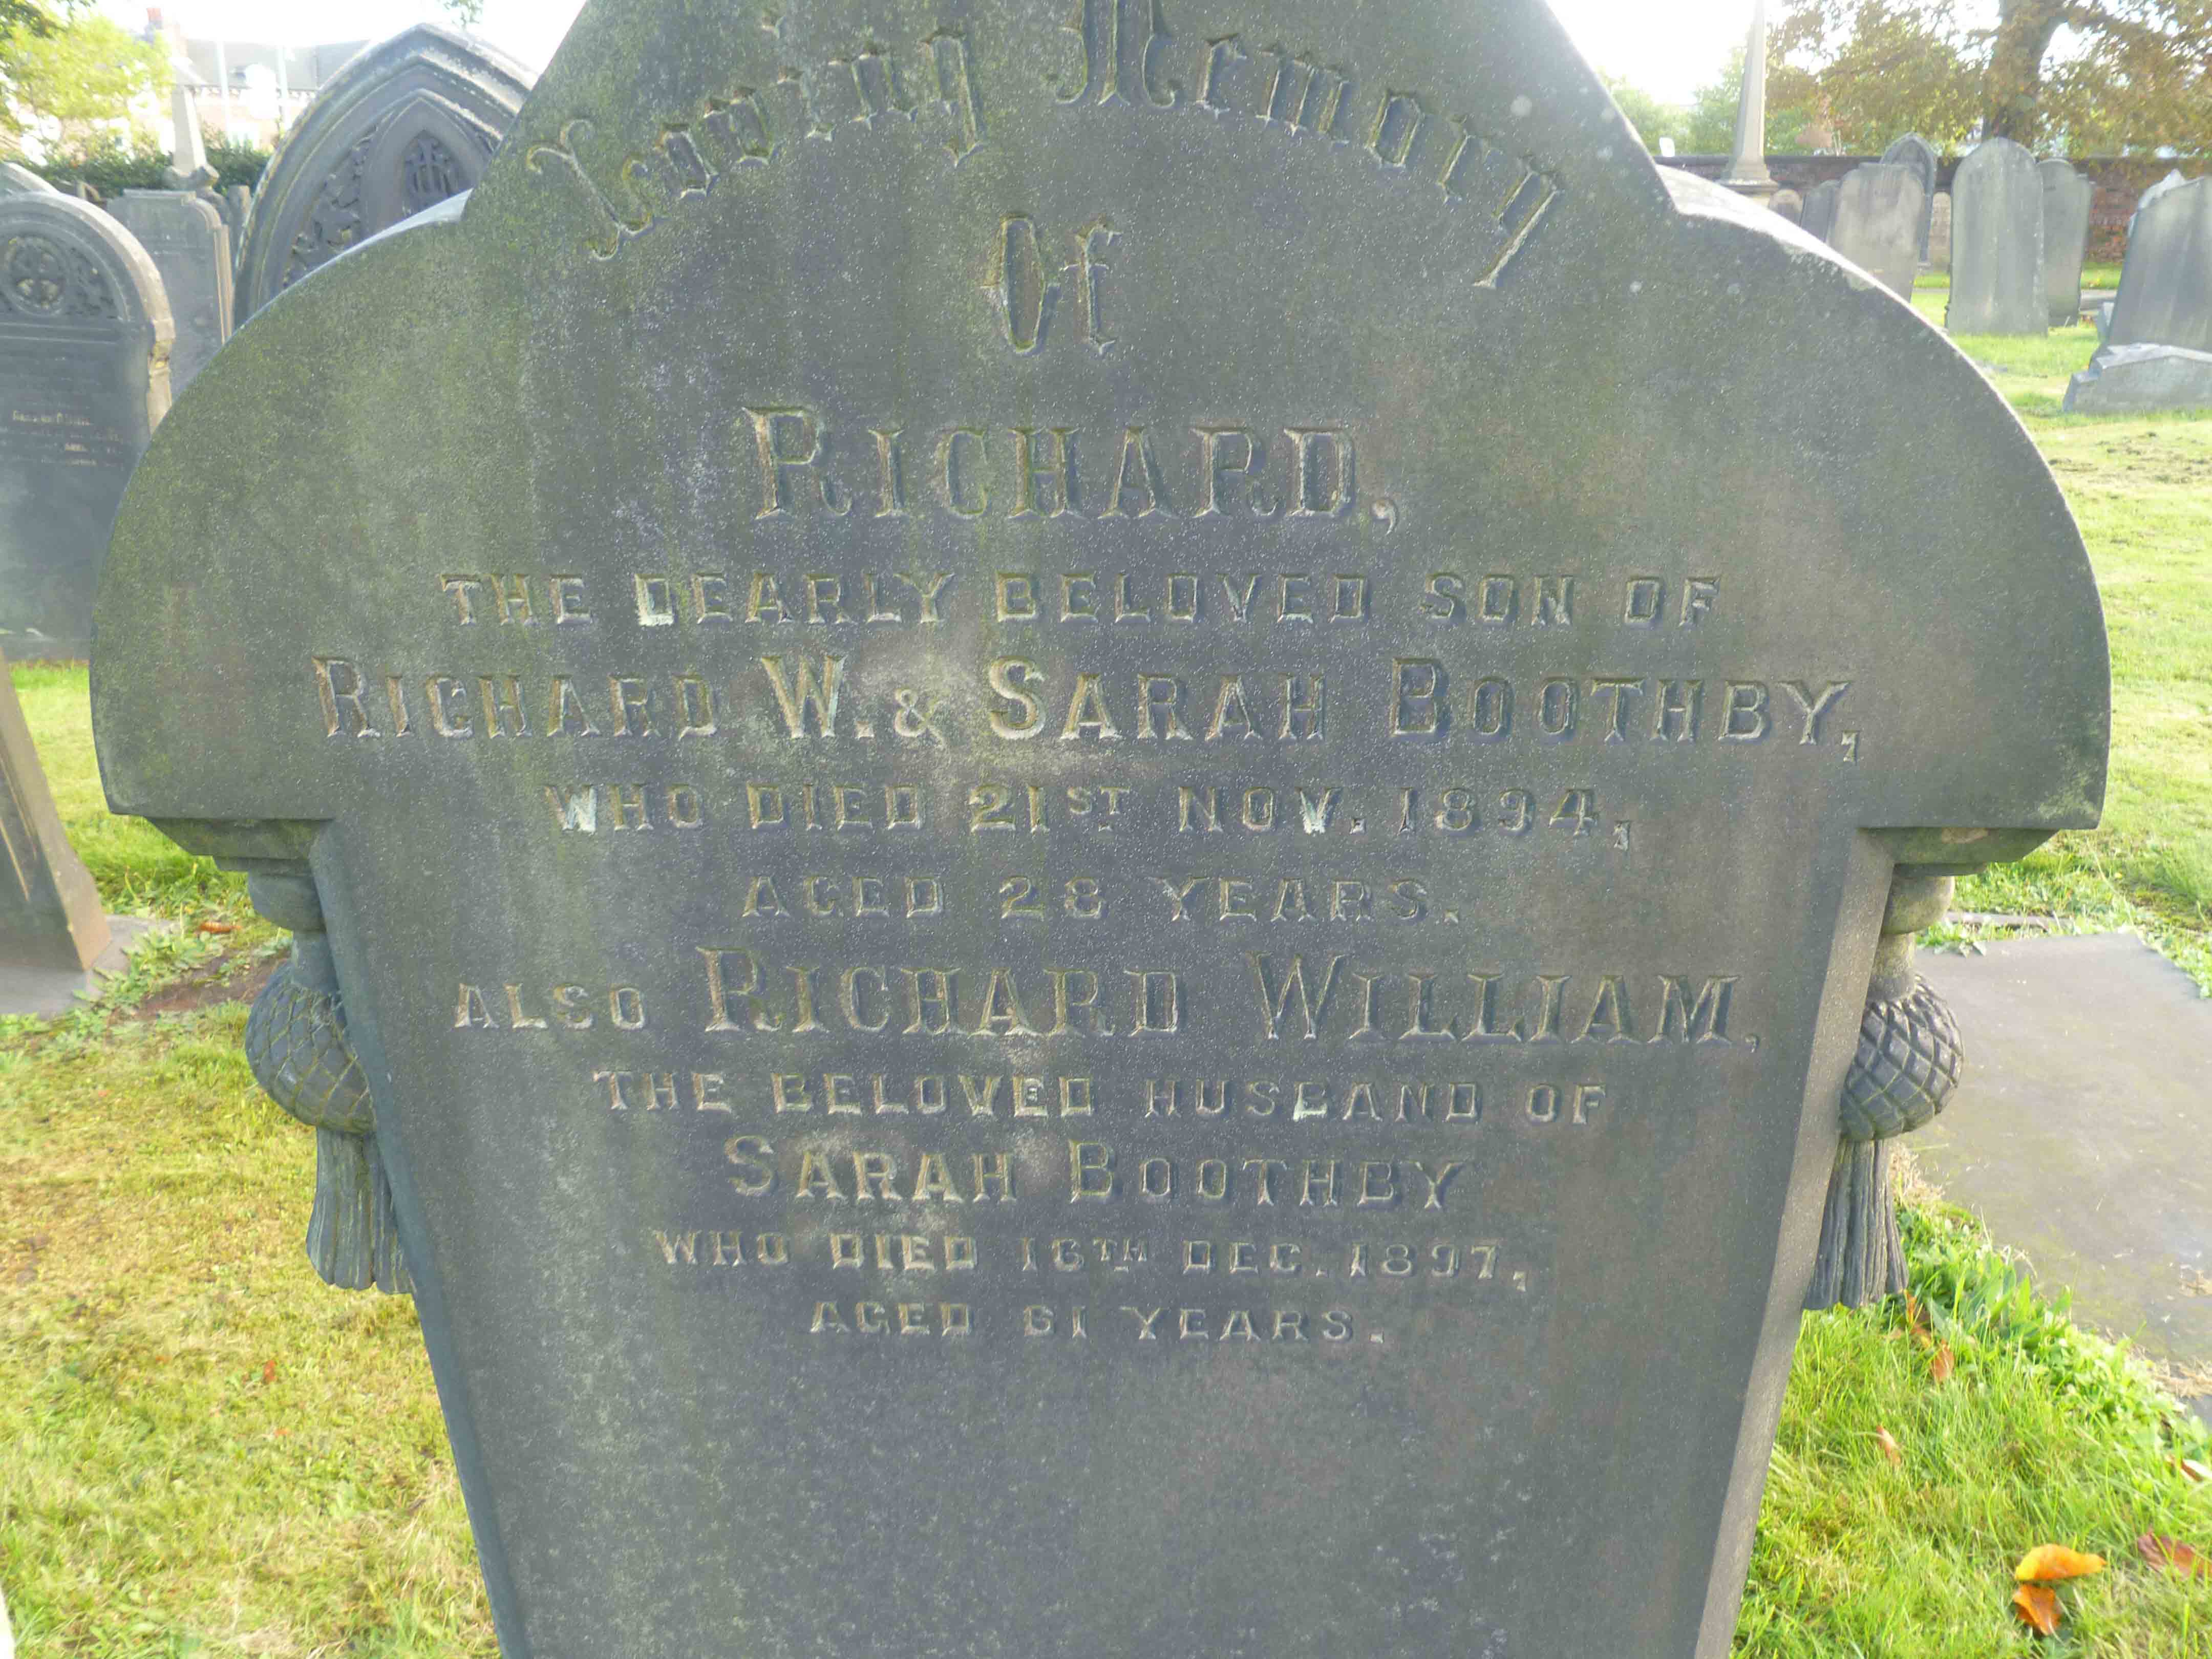 Loving Memory
Of
RICHARD,
THE DEARLY BELOVED SON OF
RICHARD W. & SARAH BOOTHBY,
WHO DIED 21ST NOV. 1894,
AGED 28 YEARS.
ALSO RICHARD WILLIAM,
THE BELOVED HUSBAND OF
SARAH BOOTHBY
WHO DIED 16TH DEC. 1897,
AGED 61 YEARS.